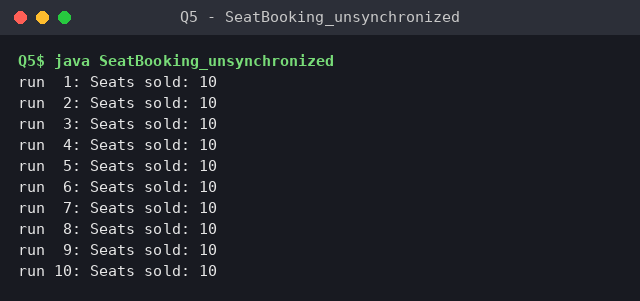 Q5 - SeatBooking_unsynchronized
Q5$ java SeatBooking_unsynchronized
run  1: Seats sold: 10
run  2: Seats sold: 10
run  3: Seats sold: 10
run  4: Seats sold: 10
run  5: Seats sold: 10
run  6: Seats sold: 10
run  7: Seats sold: 10
run  8: Seats sold: 10
run  9: Seats sold: 10
run 10: Seats sold: 10